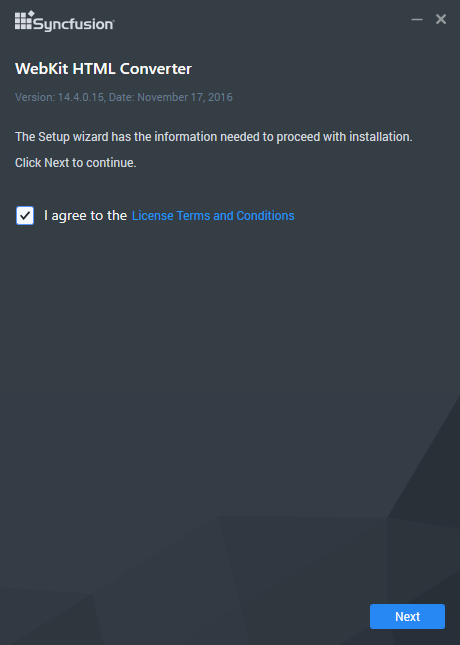 Syncfusion
WebKit HTML Converter
Version: 14.4.0.15, Date: November 17, 2016
The Setup wizard has the information needed to proceed with installation.
Click Next to continue.
I agree to the License Terms and Conditions
Next